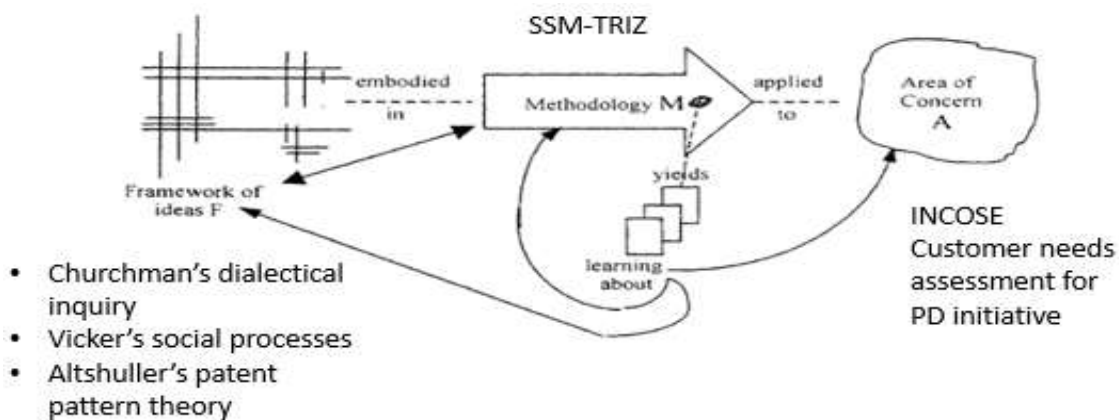 SSM-TRIZ
embodied
in
Methodology M
applied
to
Area of
Concern
A
Framework of
ideas F
yields
learning
about
INCOSE
Customer needs
assessment for
PD initiative
• Churchman's dialectical
inquiry
• Vicker's social processes
• Altshuller's patent
pattern theory